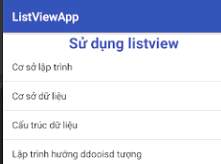 ListViewApp
Sử dụng listview
Cơ sở lập trình
Cơ sở dữ liệu
Cấu trúc dữ liệu
Lập trình hướng ddooisd tượng